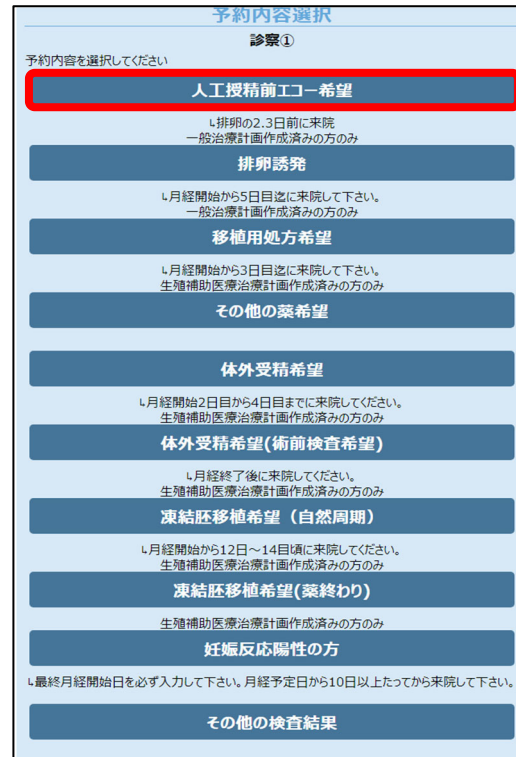 予約内容選択
診察①
予約内容を選択してください
人工授精前エコー希望
↳排卵の2.3日前に来院
一般治療計画作成済みの方のみ
排卵誘発
↳月経開始から5日目迄に来院して下さい。
一般治療計画作成済みの方のみ
移植用処方希望
↳月経開始から3日目迄に来院して下さい。
生殖補助医療治療計画作成済みの方のみ
その他の薬希望
体外受精希望
↳月経開始2日目から4日目までに来院してください。
生殖補助医療治療計画作成済みの方のみ
体外受精希望(術前検査希望)
↳月経終了後に来院してください。
生殖補助医療治療計画作成済みの方のみ
凍結胚移植希望（自然周期）
↳月経開始から12日～14目頃に来院してください。
生殖補助医療治療計画作成済みの方のみ
凍結胚移植希望(薬終わり)
生殖補助医療治療計画作成済みの方のみ
妊娠反応陽性の方
↳最終月経開始日を必ず入力して下さい。月経予定日から10日以上たってから来院して下さい。
その他の検査結果